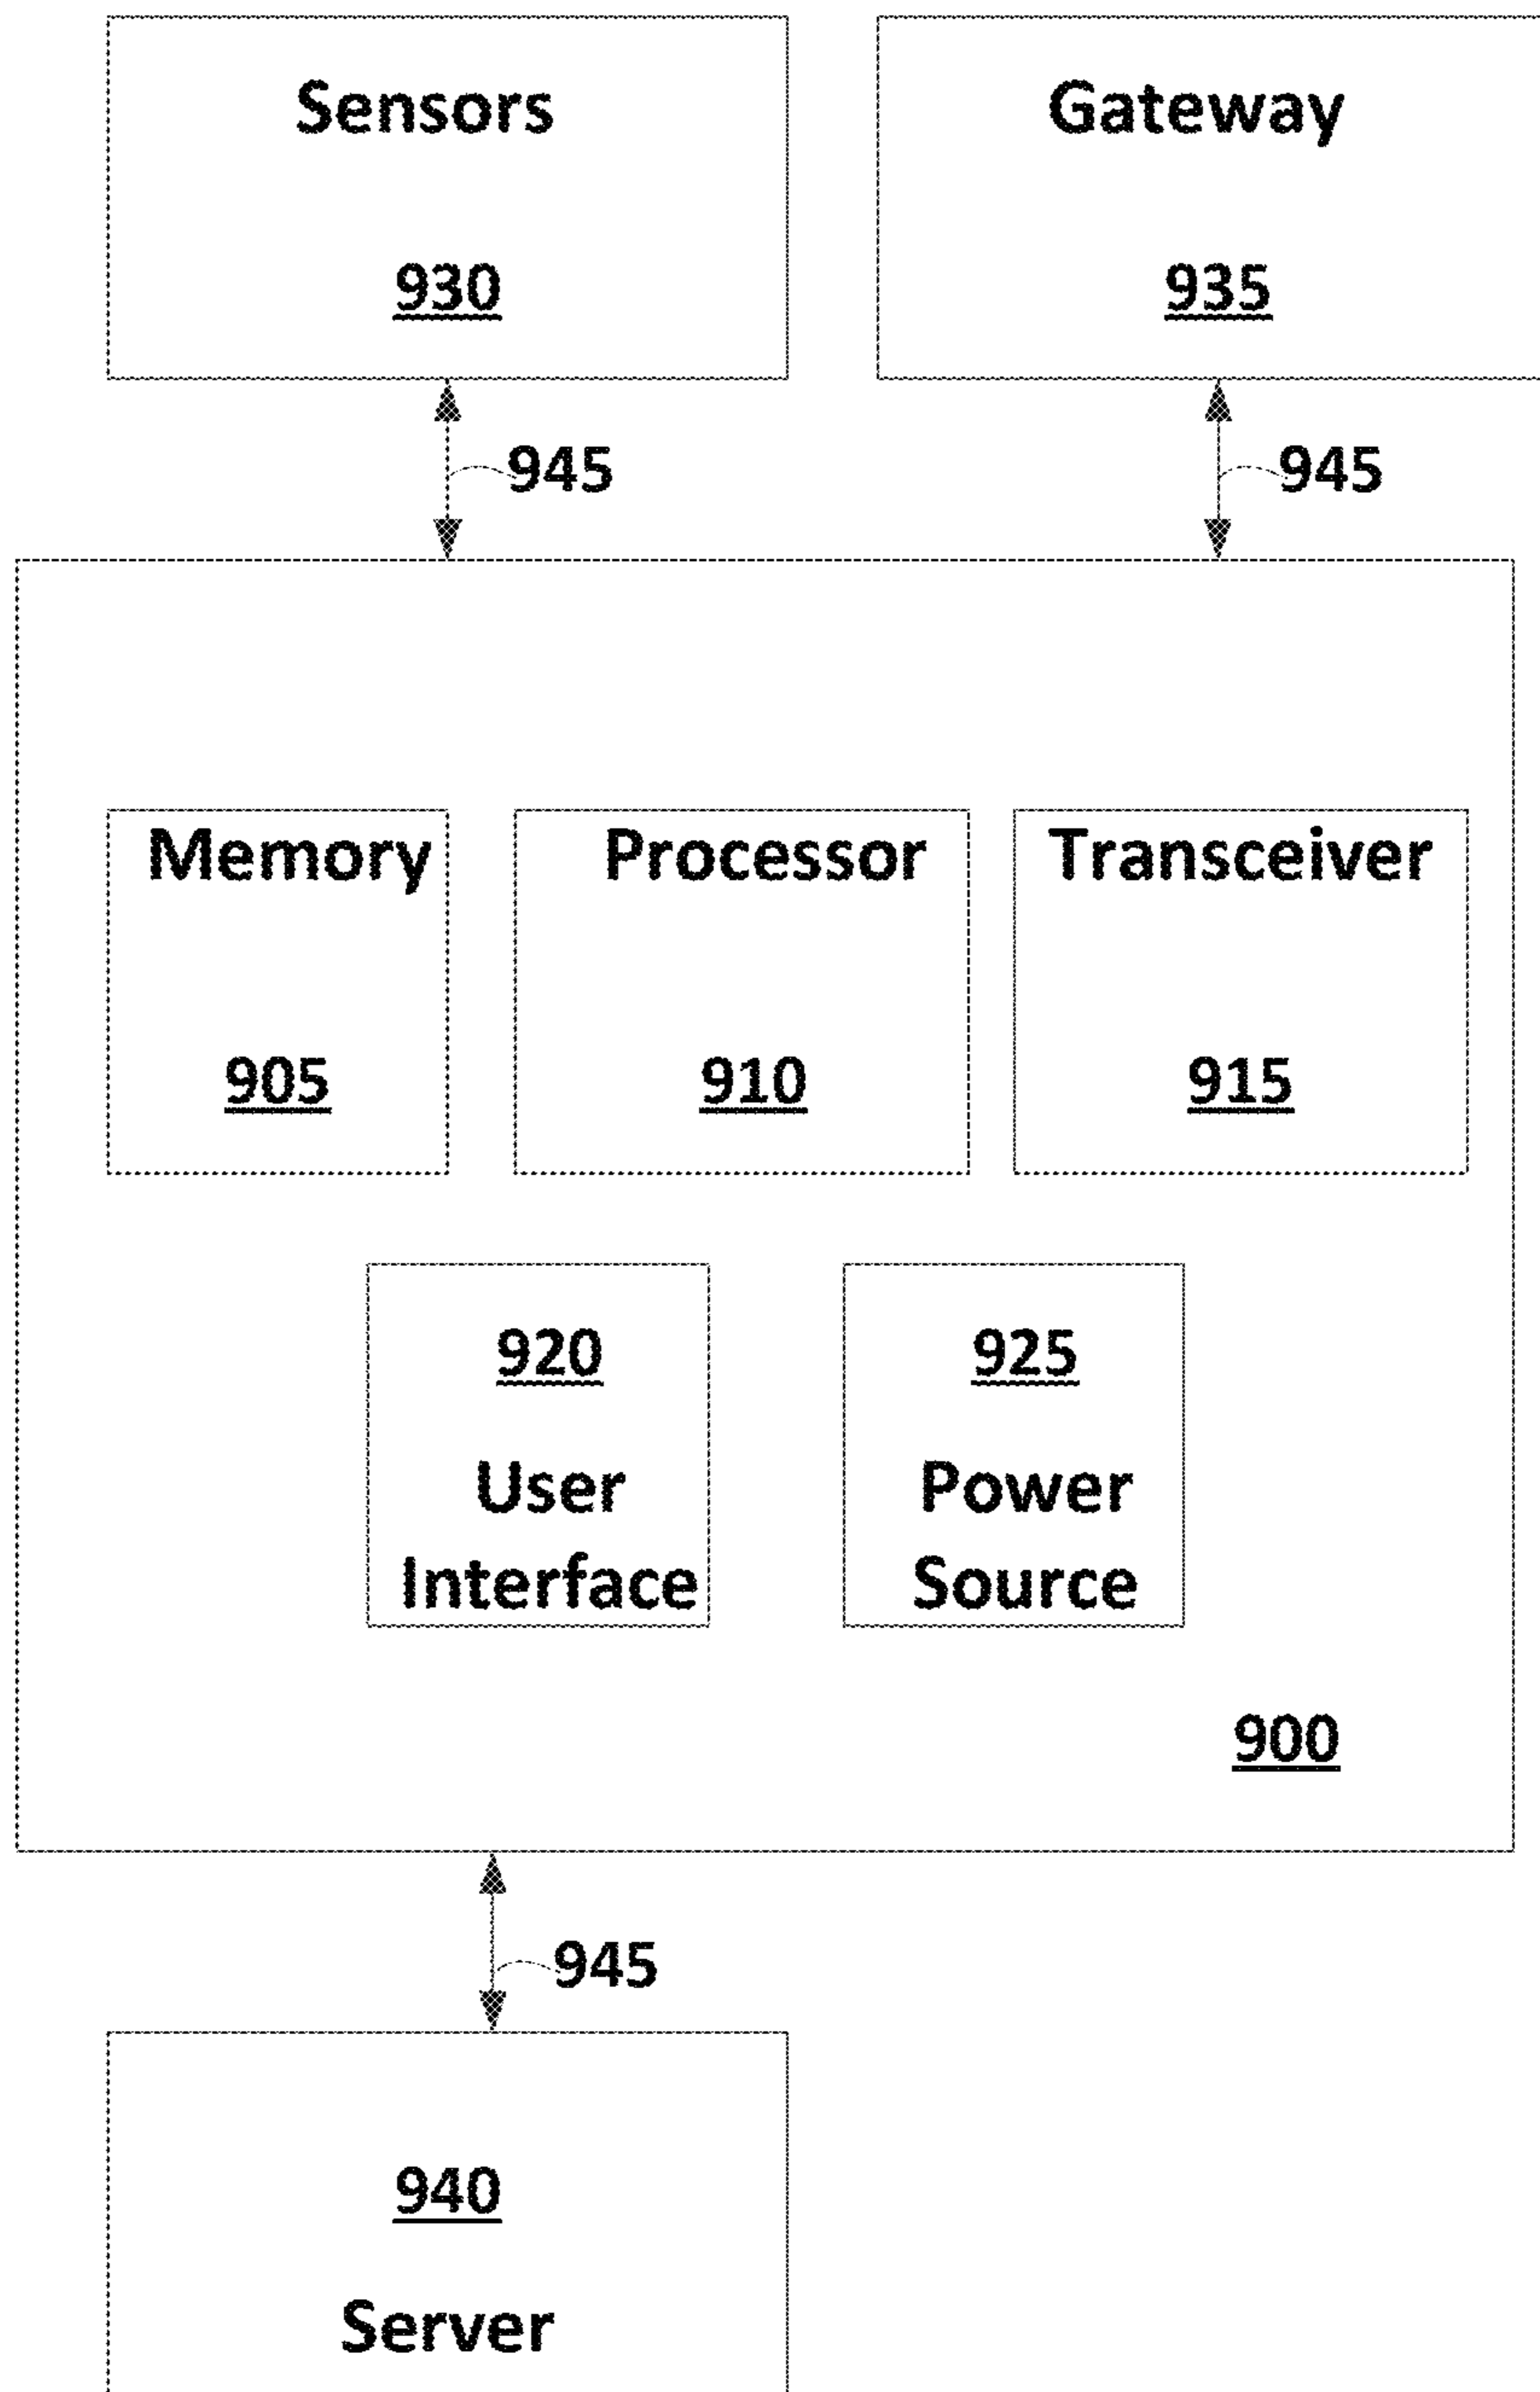 Sensors
Gateway
930
935
945
945
Memory
Processor
Transceiver
905
910
915
920
925
User
Interface
Power
Source
900
945
940
Server